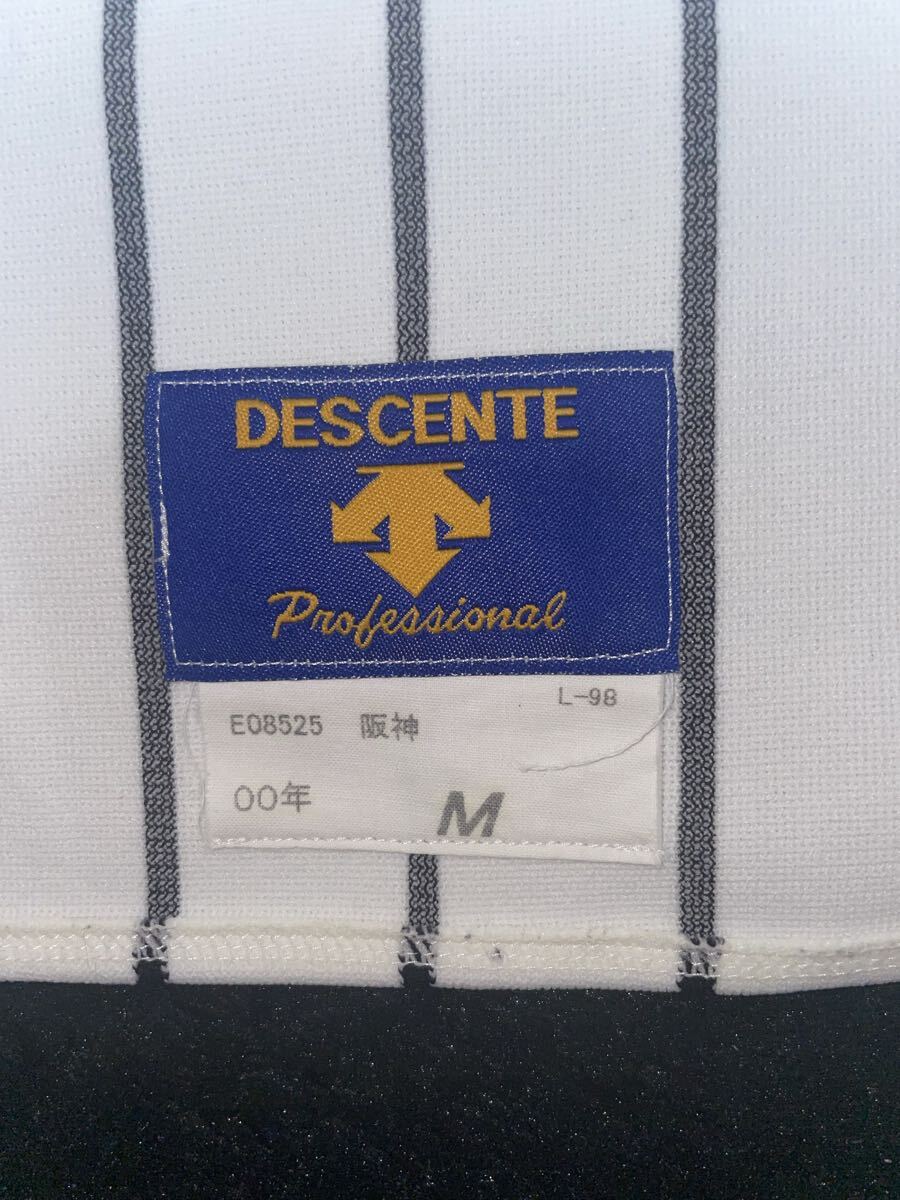 DESCENTE
Professional
L-98
E08525 阪神
00年 M